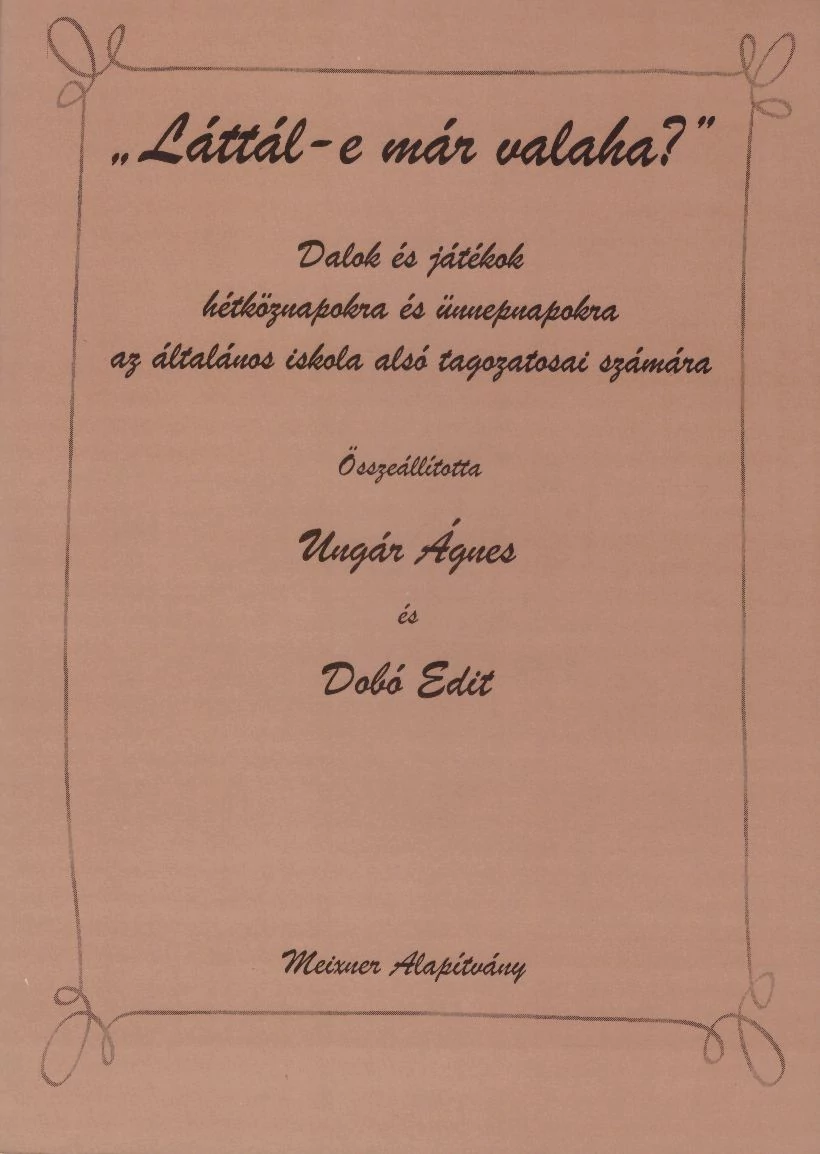 „Láttál-e már valaha?”
Dalok és játékok
hétköznapokra és ünnepnapokra
az általános iskola alsó tagozatosai számára
Összeállította
Ungár Ágnes
és
Dobó Edit
Meixner Alapítvány